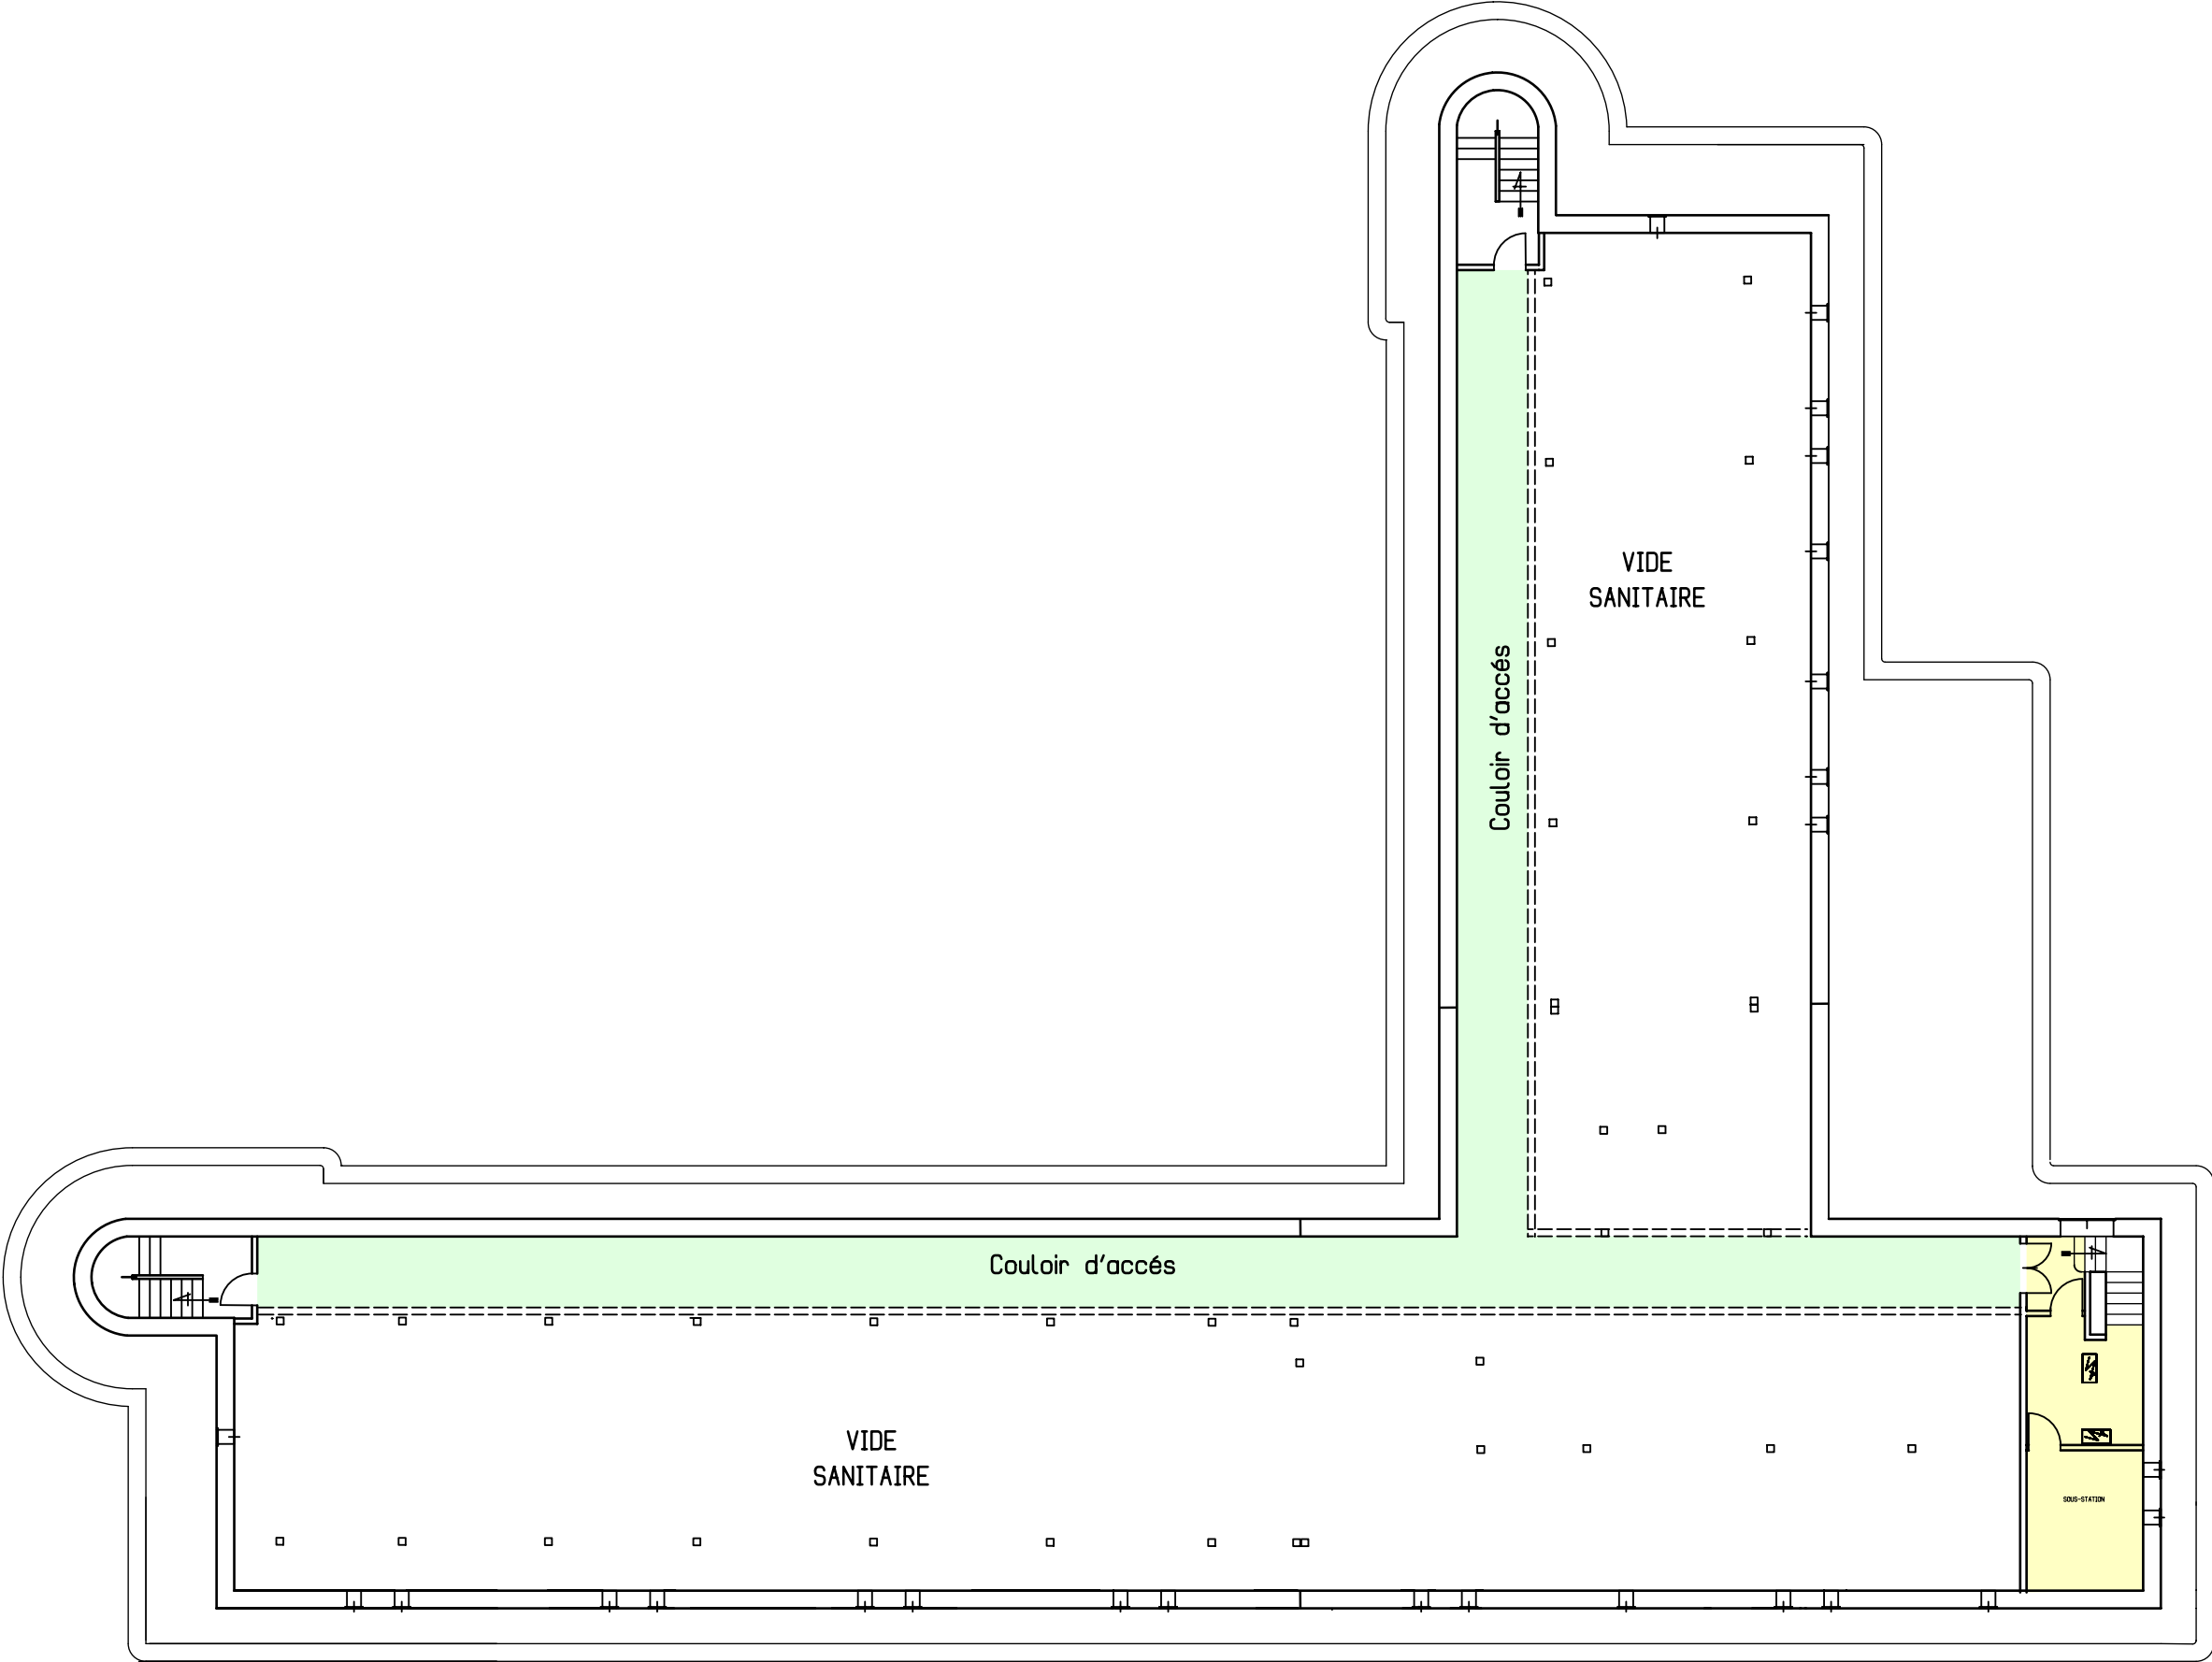 VIDE
SANITAIRE
Couloir d'accés
Couloir d'accés
VIDE
SANITAIRE
SOUS-STATION